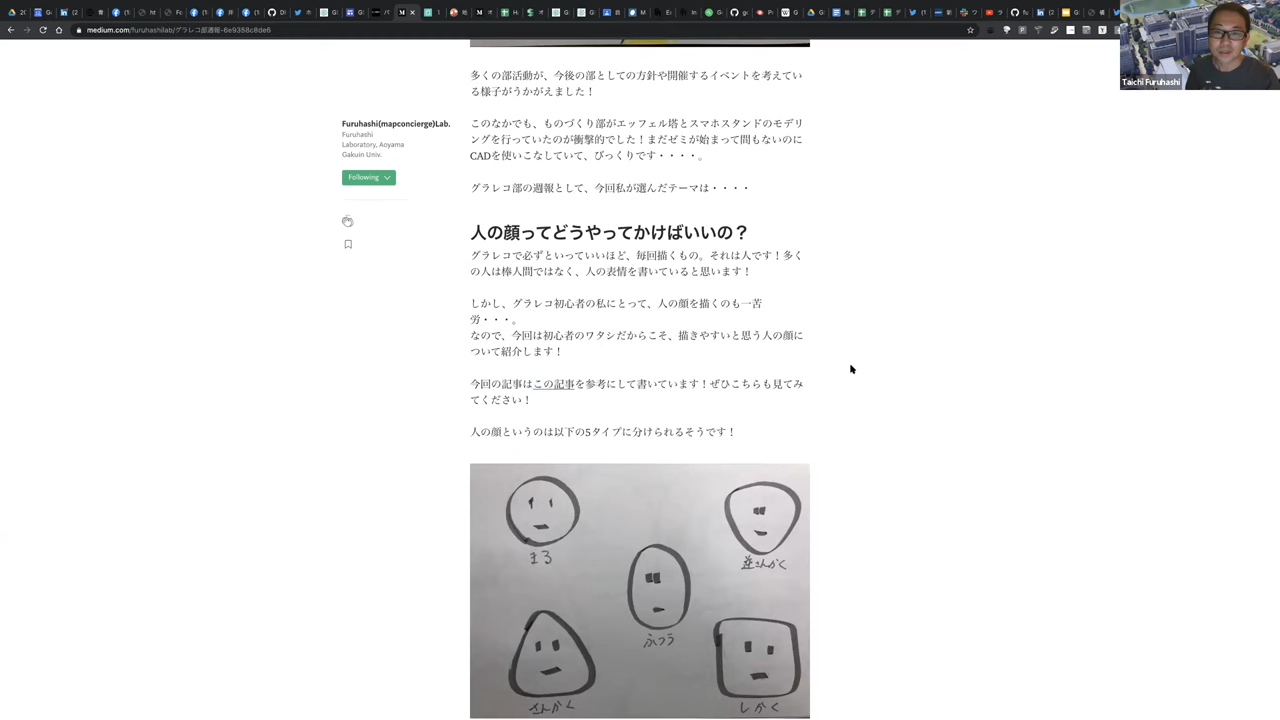 medium.com/furuhashilab/グラレコ部週報-6e9358c8de6
Taichi Furuhashi
多くの部活動が、今後の部としての方針や開催するイベントを考えてい
る様子がうかがえました！
Furuhashi(mapconcierge)Lab.
Furuhashi
Laboratory, Aoyama
Gakuin Univ.
Following
このなかでも、ものづくり部がエッフェル塔とスマホスタンドのモデリ
ングを行っていたのが衝撃的でした！まだゼミが始まって間もないのに
CADを使いこなしていて、びっくりです・・・・。
グラレコ部の週報として、今回私が選んだテーマは・・・・
人の顔ってどうやってかけばいいの？
グラレコで必ずといっていいほど、毎回描くもの。それは人です！多く
の人は棒人間ではなく、人の表情を書いていると思います！
しかし、グラレコ初心者の私にとって、人の顔を描くのも一苦
労・・・。
なので、今回は初心者のワタシだからこそ、描きやすいと思う人の顔に
ついて紹介します！
今回の記事はこの記事を参考にして書いています！ぜひこちらも見てみ
てください！
人の顔というのは以下の5タイプに分けられるそうです！
まる
逆さんかく
ふつう
さんかく
しかく